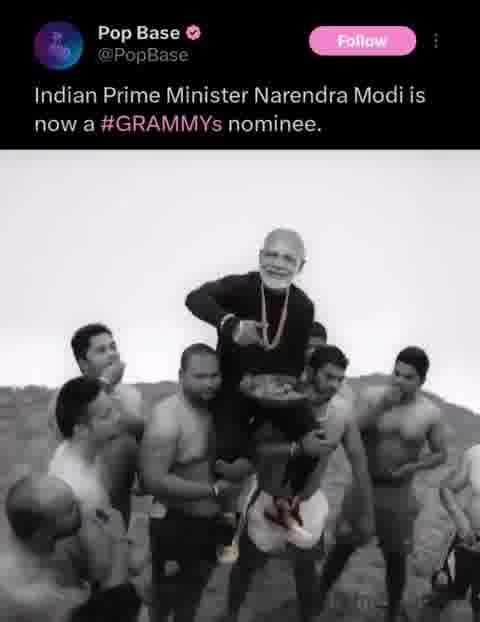 Pop Base
Follow
@PopBase
Indian Prime Minister Narendra Modi is
now a #GRAMMYs nominee.